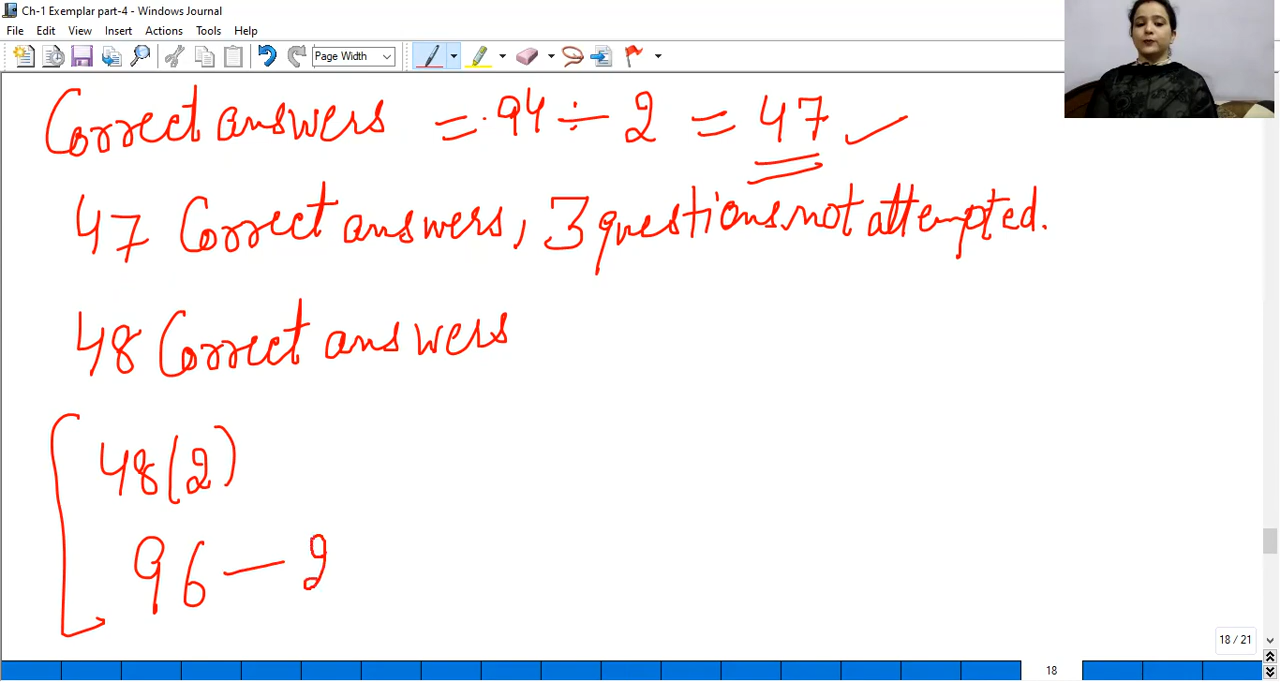 Ch-1 Exemplar part-4 - Windows Journal
File Edit View Insert Actions Tools Help
Page Width
Correct answers = 94 ÷ 2 = 47 ✓
47 Correct answers, 3 questions not attempted.
48 Correct answers
48(2)
96 — 2
18 / 21
18